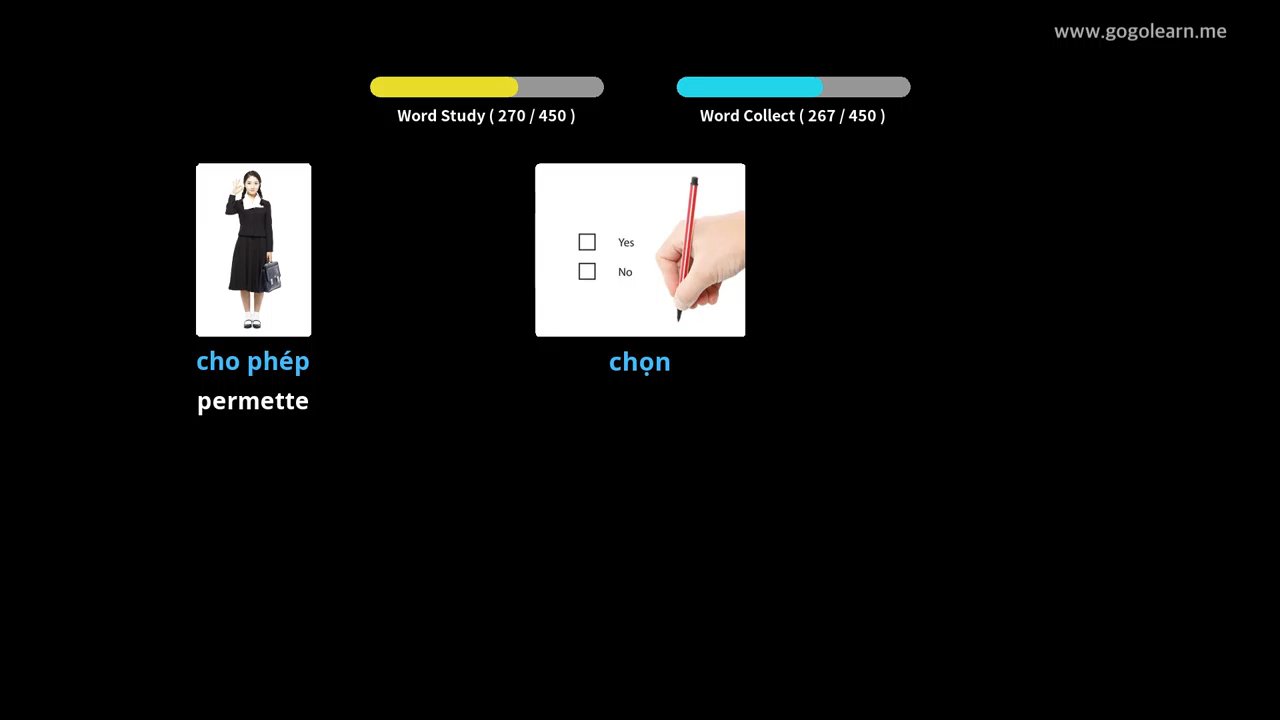 www.gogolearn.me
Word Study ( 270 / 450 )
Word Collect ( 267 / 450 )
Yes
No
cho phép
chọn
permette